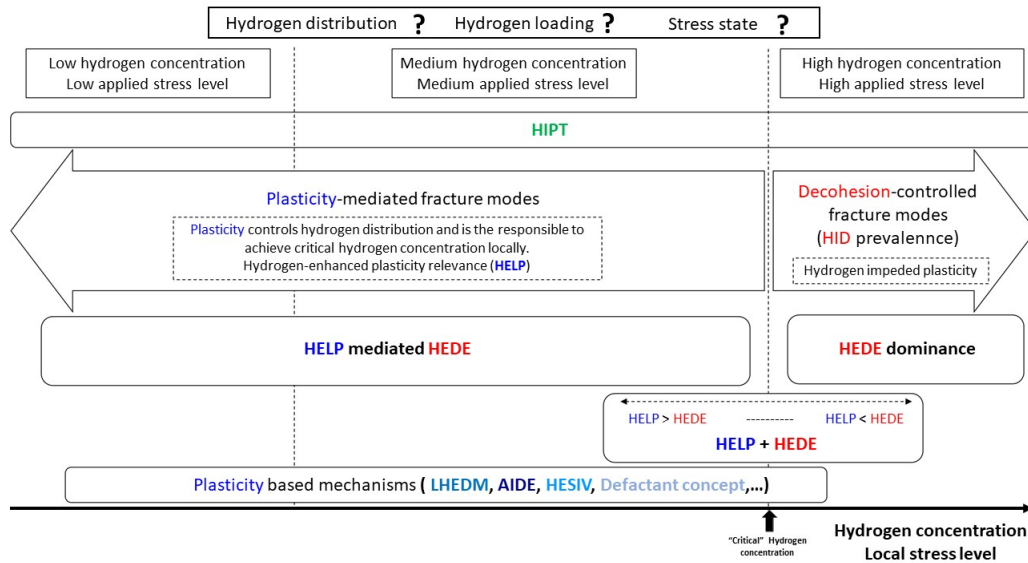 Hydrogen distribution ? Hydrogen loading ? Stress state ?
Low hydrogen concentration
Low applied stress level
Medium hydrogen concentration
Medium applied stress level
High hydrogen concentration
High applied stress level
HIPT
Plasticity-mediated fracture modes
Plasticity controls hydrogen distribution and is the responsible to
achieve critical hydrogen concentration locally.
Hydrogen-enhanced plasticity relevance (HELP)
Decohesion-controlled
fracture modes
(HID prevalennce)
Hydrogen impeded plasticity
HELP mediated HEDE
HEDE dominance
HELP > HEDE ---------- HELP < HEDE
HELP + HEDE
Plasticity based mechanisms ( LHEDM, AIDE, HESIV, Defactant concept,...)
"Critical" Hydrogen
concentration
Hydrogen concentration
Local stress level